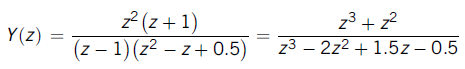 Y(z) = z²(z + 1) / (z − 1)(z² − z + 0.5) = z³ + z² / z³ − 2z² + 1.5z − 0.5